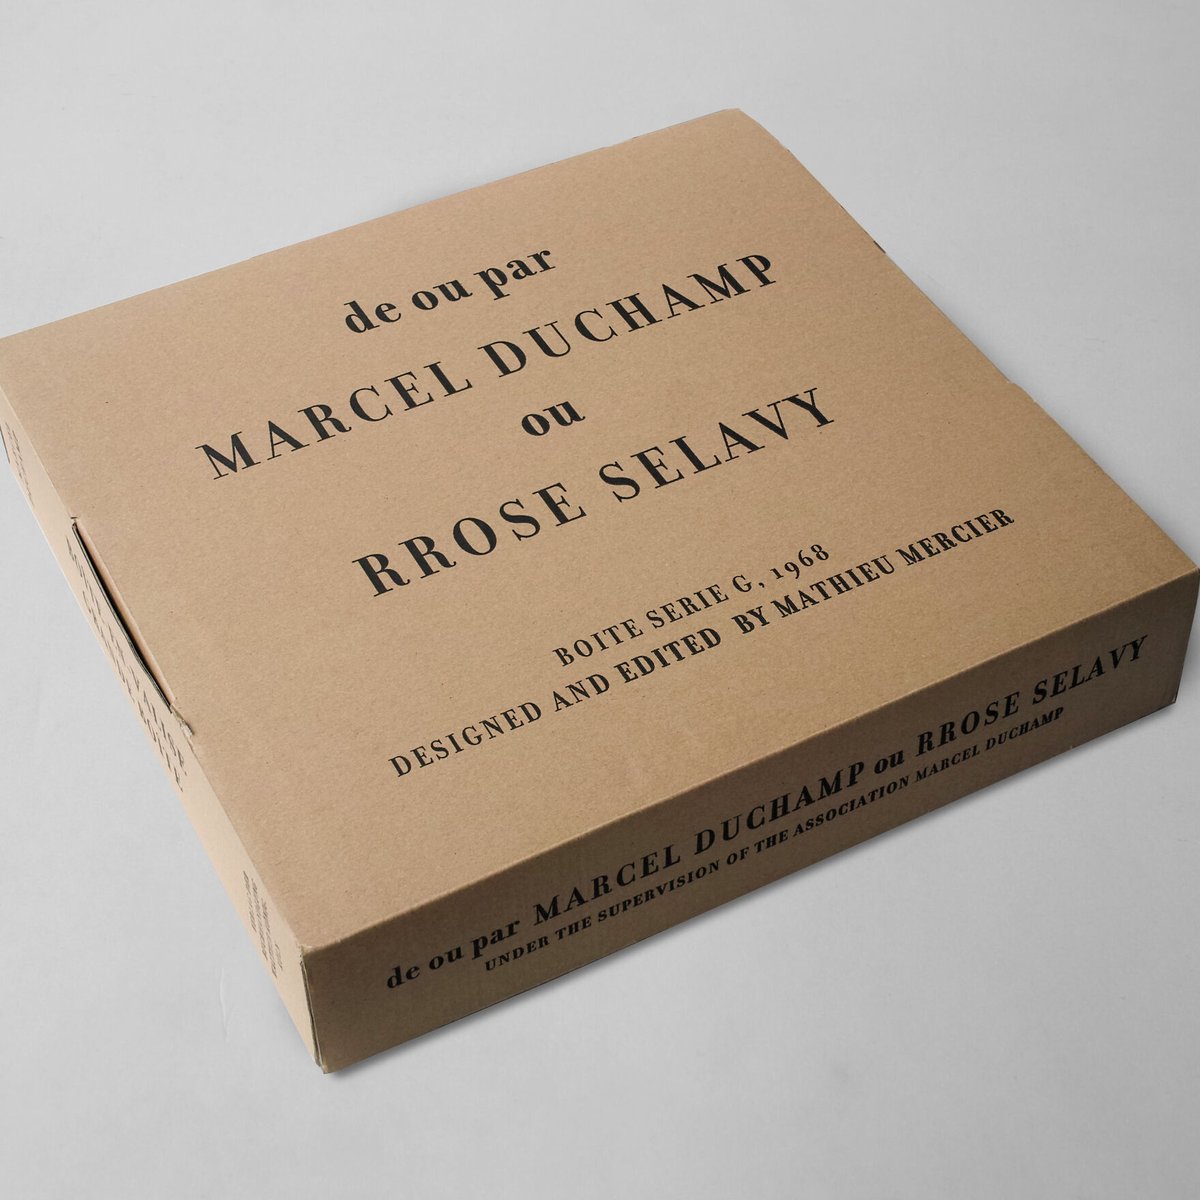 de ou par
MARCEL DUCHAMP
ou
RROSE SELAVY
BOITE SERIE G, 1968
DESIGNED AND EDITED BY MATHIEU MERCIER
de ou par MARCEL DUCHAMP ou RROSE SELAVY
UNDER THE SUPERVISION OF THE ASSOCIATION MARCEL DUCHAMP